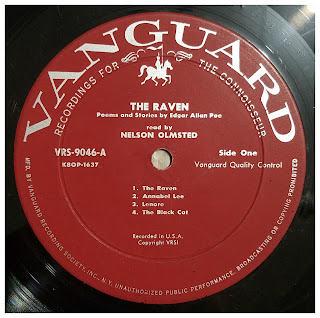 VANGUARD
RECORDINGS FOR THE CONNOISSEUR
THE RAVEN
Poems and Stories by Edgar Allan Poe
read by
NELSON OLMSTED
VRS-9046-A
Side One
K8OP-1637
Vanguard Quality Control
1. The Raven
2. Annabel Lee
3. Lenore
4. The Black Cat
Recorded in U.S.A.
Copyright VRSI
MFG. BY VANGUARD RECORDING SOCIETY, INC., N.Y. UNAUTHORIZED PUBLIC PERFORMANCE, BROADCASTING OR COPYING PROHIBITED